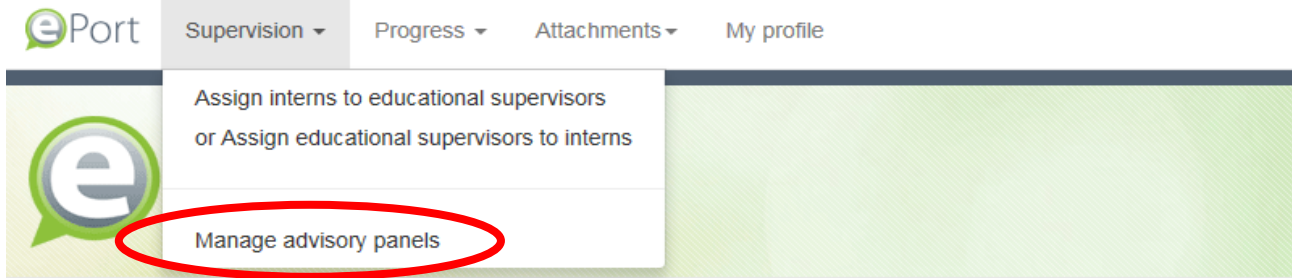 ePort Supervision Progress Attachments My profile
Assign interns to educational supervisors
or Assign educational supervisors to interns
e
Manage advisory panels